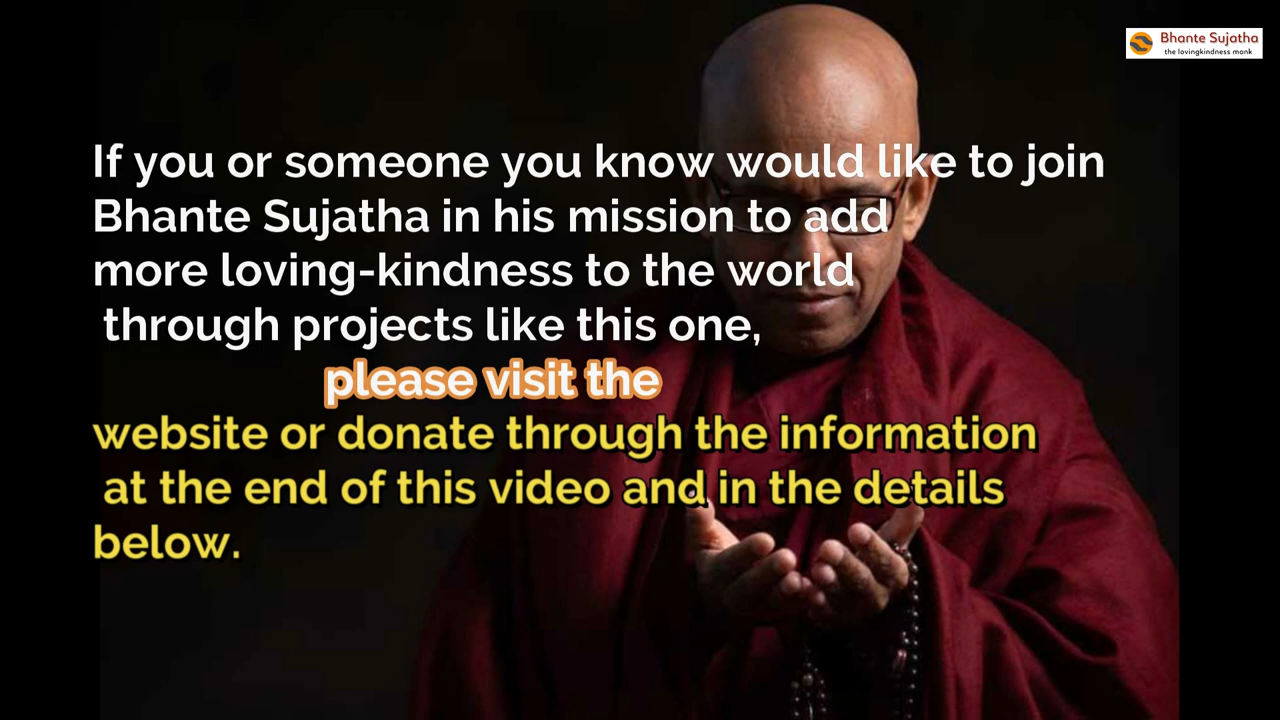 Bhante Sujatha
the lovingkindness monk
If you or someone you know would like to join
Bhante Sujatha in his mission to add
more loving-kindness to the world
through projects like this one,
please visit the
website or donate through the information
at the end of this video and in the details
below.